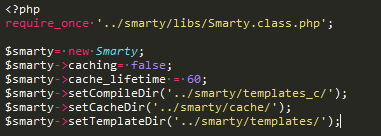 <?php
require_once '../smarty/libs/Smarty.class.php';
$smarty= new Smarty;
$smarty->caching= false;
$smarty->cache_lifetime = 60;
$smarty->setCompileDir('../smarty/templates_c/');
$smarty->setCacheDir('../smarty/cache/');
$smarty->setTemplateDir('../smarty/templates/');